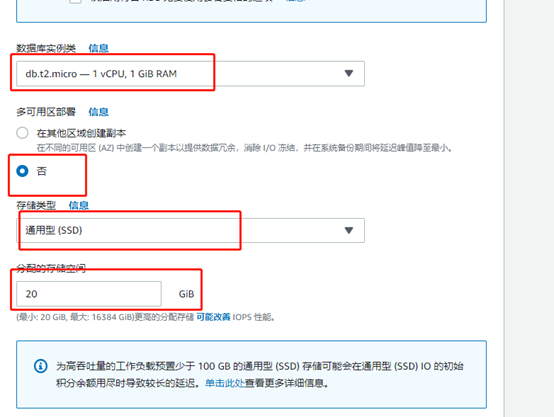 数据库实例类 信息
db.t2.micro — 1 vCPU, 1 GiB RAM
多可用区部署 信息
在其他区域创建副本
在不同的可用区 (AZ) 中创建一个副本以提供数据冗余，消除 I/O 冻结，并在系统备份期间将延迟峰值降至最小。
否
存储类型 信息
通用型 (SSD)
分配的存储空间
20 GiB
(最小: 20 GiB, 最大: 16384 GiB)更高的分配存储 可能改善 IOPS 性能。
为高吞吐量的工作负载预置少于 100 GB 的通用型 (SSD) 存储可能会在通用型 (SSD) IO 的初始
积分余额用尽时导致较长的延迟。单击此处查看更多详细信息。